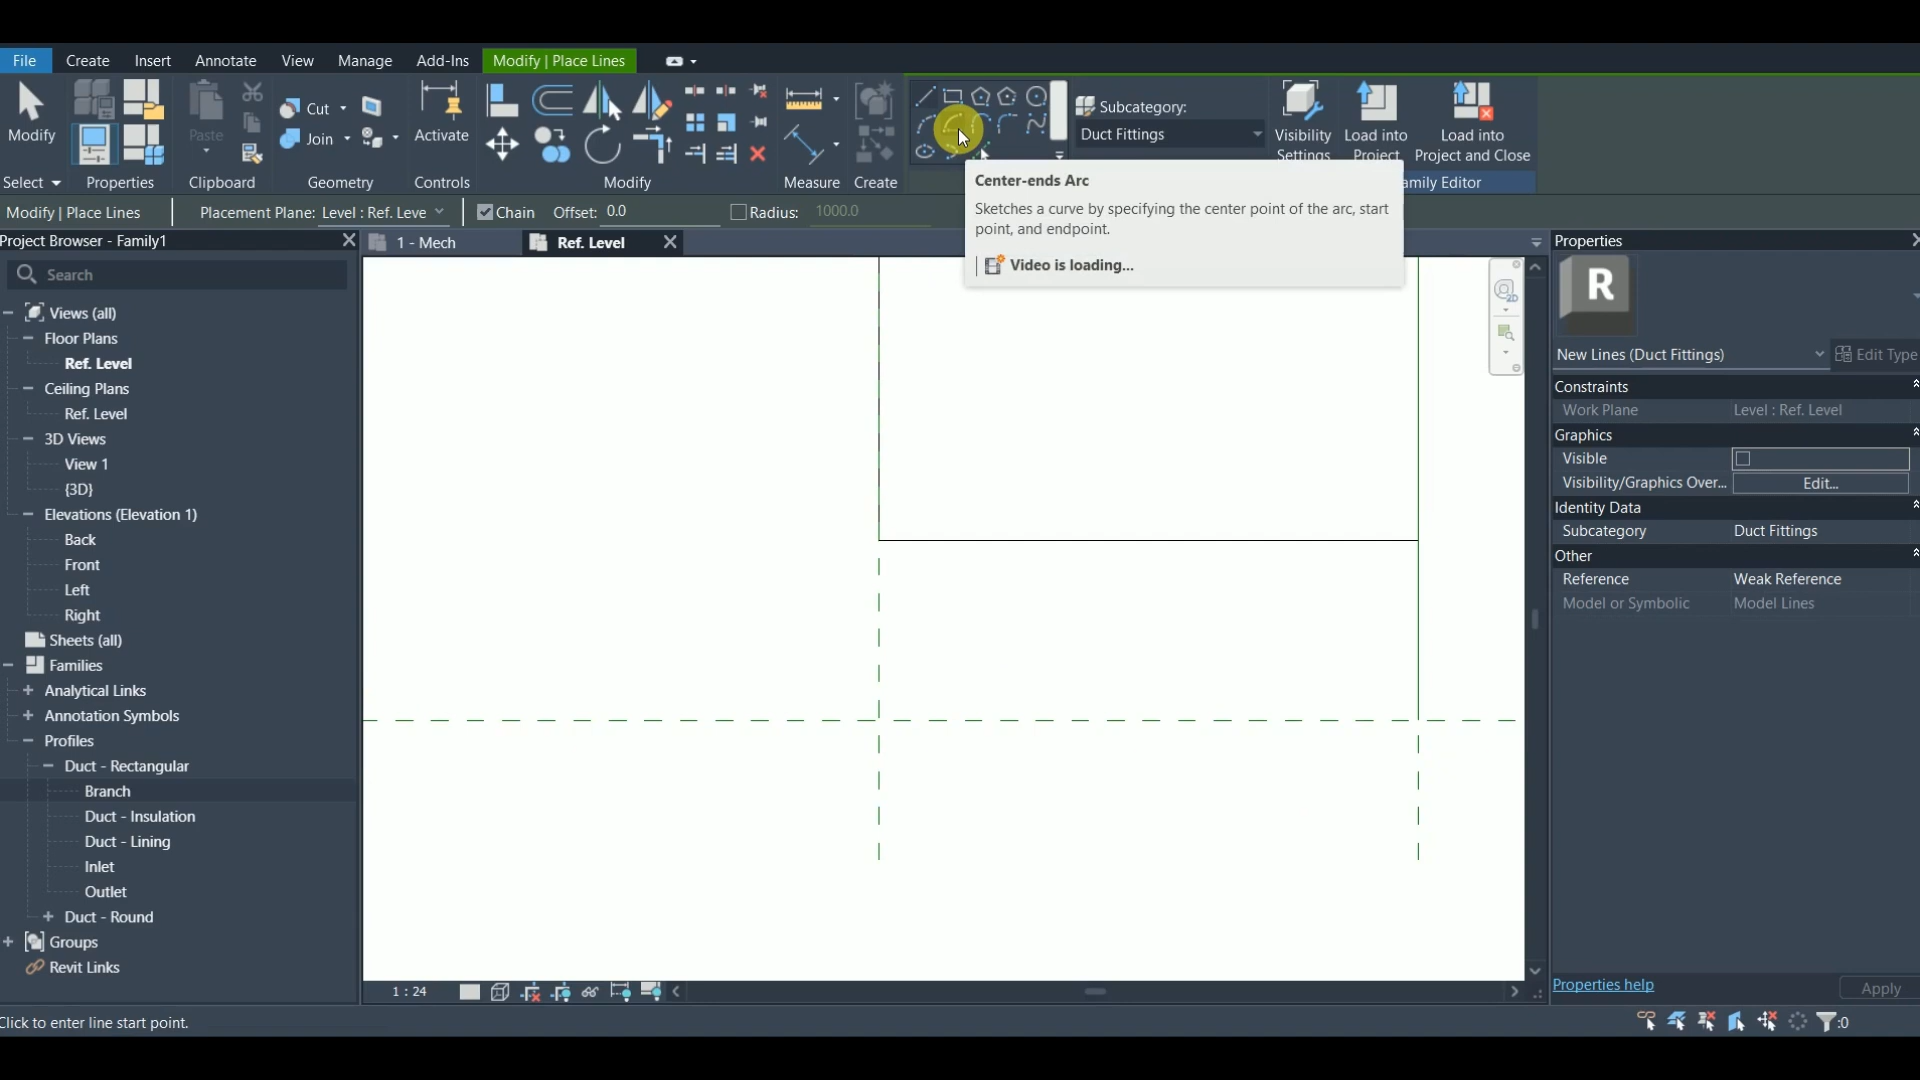 File Create Insert Annotate View Manage Add-Ins Modify | Place Lines
Modify
Paste
Cut
Join
Activate
Subcategory:
Duct Fittings
Visibility
Settings
Load into
Project
Load into
Project and Close
Select Properties Clipboard Geometry Controls Modify Measure Create amily Editor
Center-ends Arc
Sketches a curve by specifying the center point of the arc, start
point, and endpoint.
Video is loading...
Modify | Place Lines Placement Plane: Level : Ref. Leve Chain Offset: 0.0 Radius: 1000.0
Project Browser - Family1
1 - Mech
Ref. Level
Search
Views (all)
Floor Plans
Ref. Level
Ceiling Plans
Ref. Level
3D Views
View 1
{3D}
Elevations (Elevation 1)
Back
Front
Left
Right
Sheets (all)
Families
Analytical Links
Annotation Symbols
Profiles
Duct - Rectangular
Branch
Duct - Insulation
Duct - Lining
Inlet
Outlet
Duct - Round
Groups
Revit Links
2D
Properties
R
New Lines (Duct Fittings) Edit Type
Constraints
Work Plane Level : Ref. Level
Graphics
Visible
Visibility/Graphics Over... Edit...
Identity Data
Subcategory Duct Fittings
Other
Reference Weak Reference
Model or Symbolic Model Lines
Properties help Apply
1 : 24
Click to enter line start point.
:0